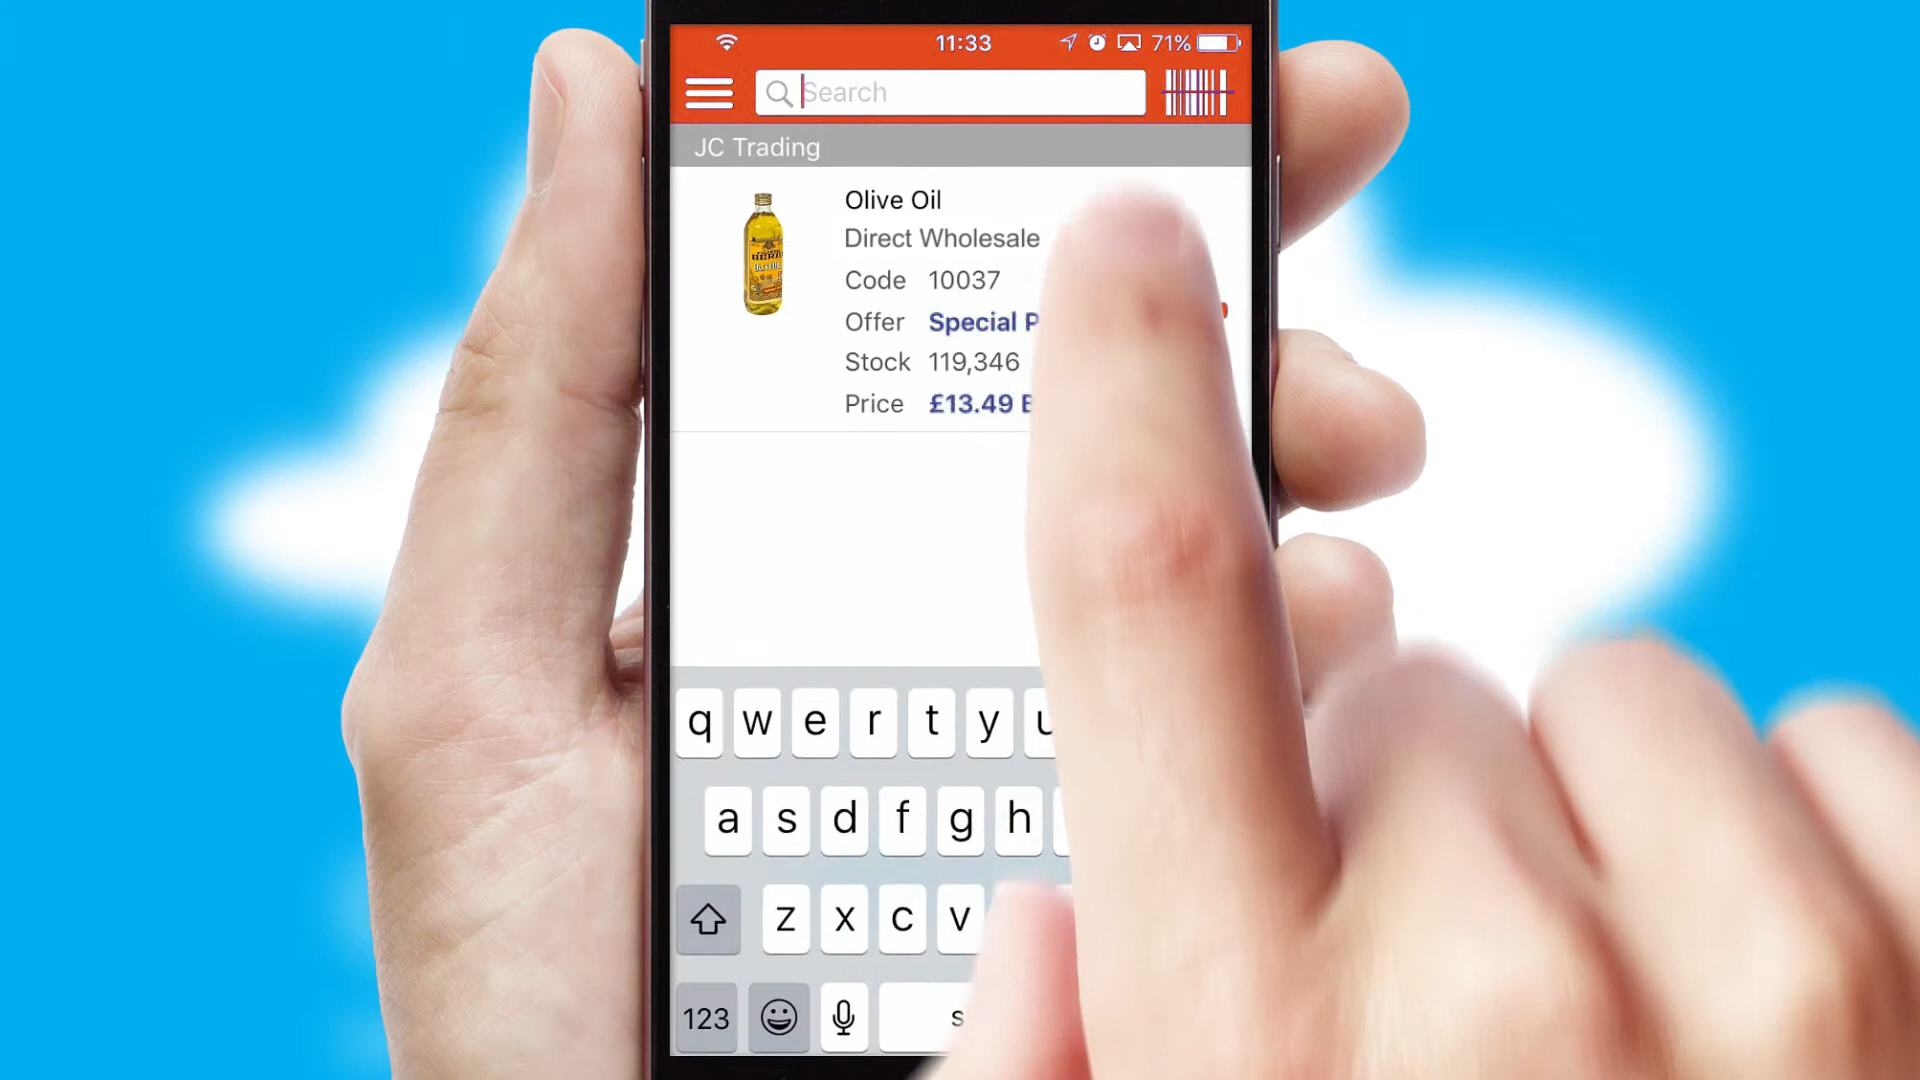 11:33 71%
Search
JC Trading
Olive Oil
Direct Wholesale
Code 10037
Offer Special
Stock 119,346
Price £13.49
q w e r t y u
a s d f g h
z x c v
123